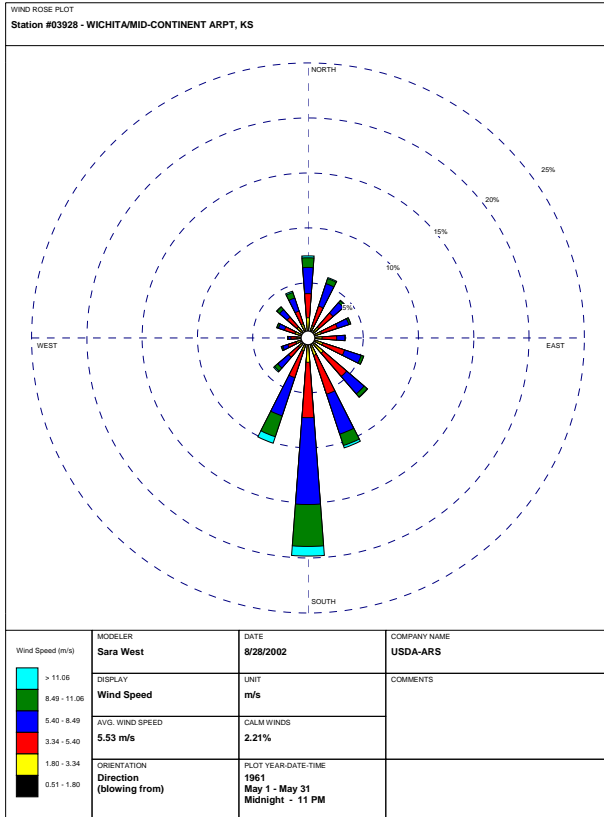 WIND ROSE PLOT
Station #03928 - WICHITA/MID-CONTINENT ARPT, KS
NORTH
25%
20%
15%
10%
5%
WEST
EAST
SOUTH
Wind Speed (m/s)
> 11.06
8.49 - 11.06
5.40 - 8.49
3.34 - 5.40
1.80 - 3.34
0.51 - 1.80
MODELER
Sara West
DATE
8/28/2002
COMPANY NAME
USDA-ARS
DISPLAY
Wind Speed
UNIT
m/s
COMMENTS
AVG. WIND SPEED
5.53 m/s
CALM WINDS
2.21%
ORIENTATION
Direction
(blowing from)
PLOT YEAR-DATE-TIME
1961
May 1 - May 31
Midnight - 11 PM